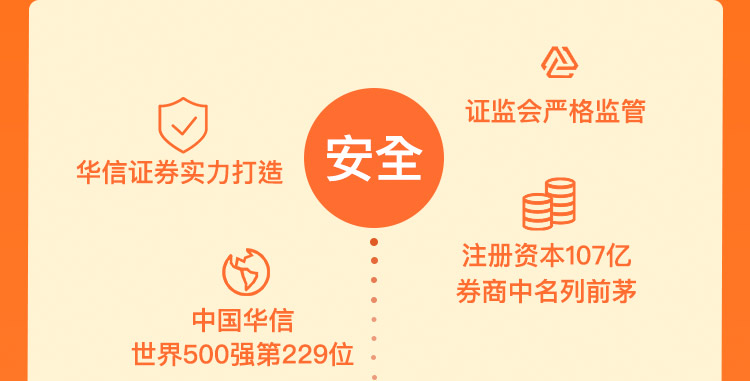 安全
证监会严格监管
华信证券实力打造
注册资本107亿
券商中名列前茅
中国华信
世界500强第229位